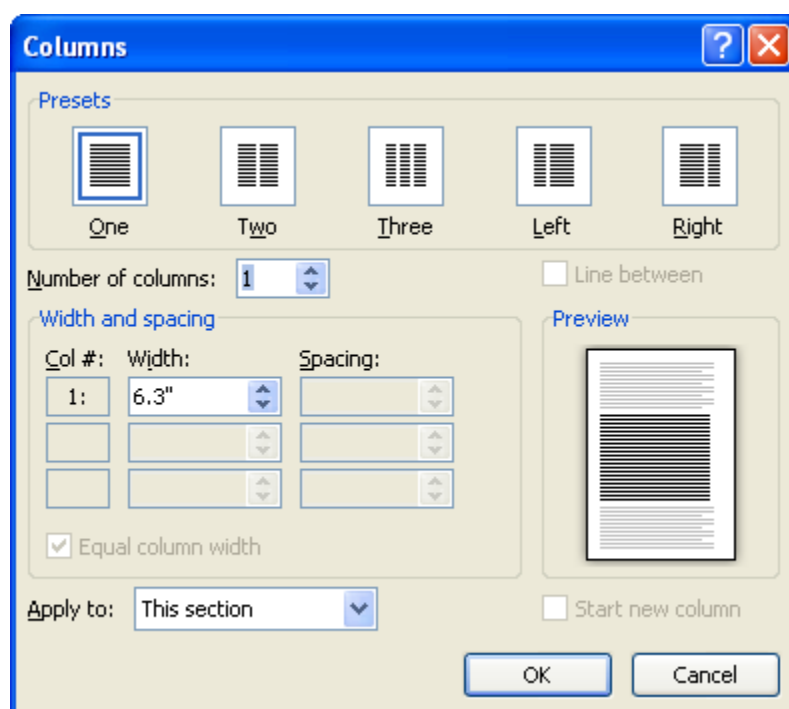 Columns
Presets
One Two Three Left Right
Number of columns: 1 Line between
Width and spacing Preview
Col #: Width: Spacing:
1: 6.3"
Equal column width
Apply to: This section Start new column
OK Cancel